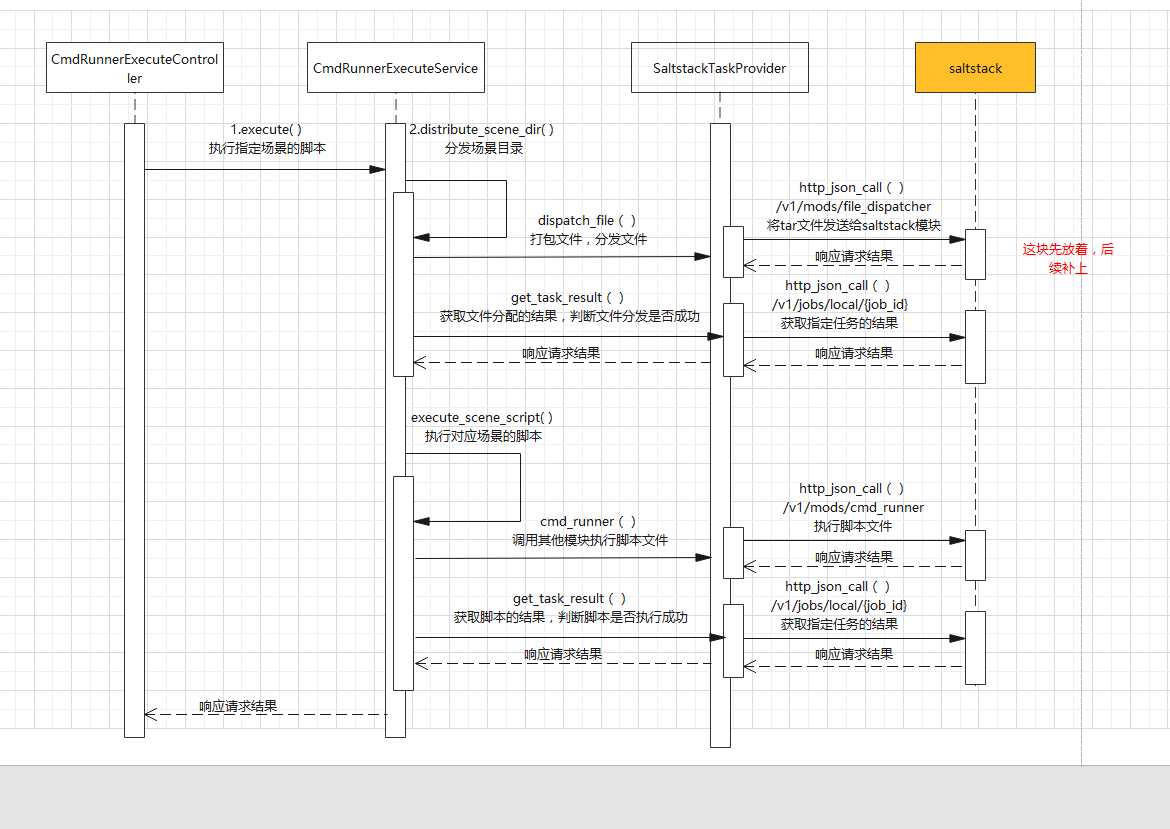 CmdRunnerExecuteControl
ler
CmdRunnerExecuteService
SaltstackTaskProvider
saltstack
1.execute( )
执行指定场景的脚本
2.distribute_scene_dir( )
分发场景目录
http_json_call ( )
/v1/mods/file_dispatcher
将tar文件发送给saltstack模块
dispatch_file ( )
打包文件，分发文件
响应请求结果
这块先放着，后
续补上
http_json_call ( )
/v1/jobs/local/{job_id}
获取指定任务的结果
get_task_result ( )
获取文件分配的结果，判断文件分发是否成功
响应请求结果
响应请求结果
execute_scene_script( )
执行对应场景的脚本
http_json_call ( )
/v1/mods/cmd_runner
执行脚本文件
cmd_runner ( )
调用其他模块执行脚本文件
响应请求结果
http_json_call ( )
/v1/jobs/local/{job_id}
获取指定任务的结果
get_task_result ( )
获取脚本的结果，判断脚本是否执行成功
响应请求结果
响应请求结果
响应请求结果